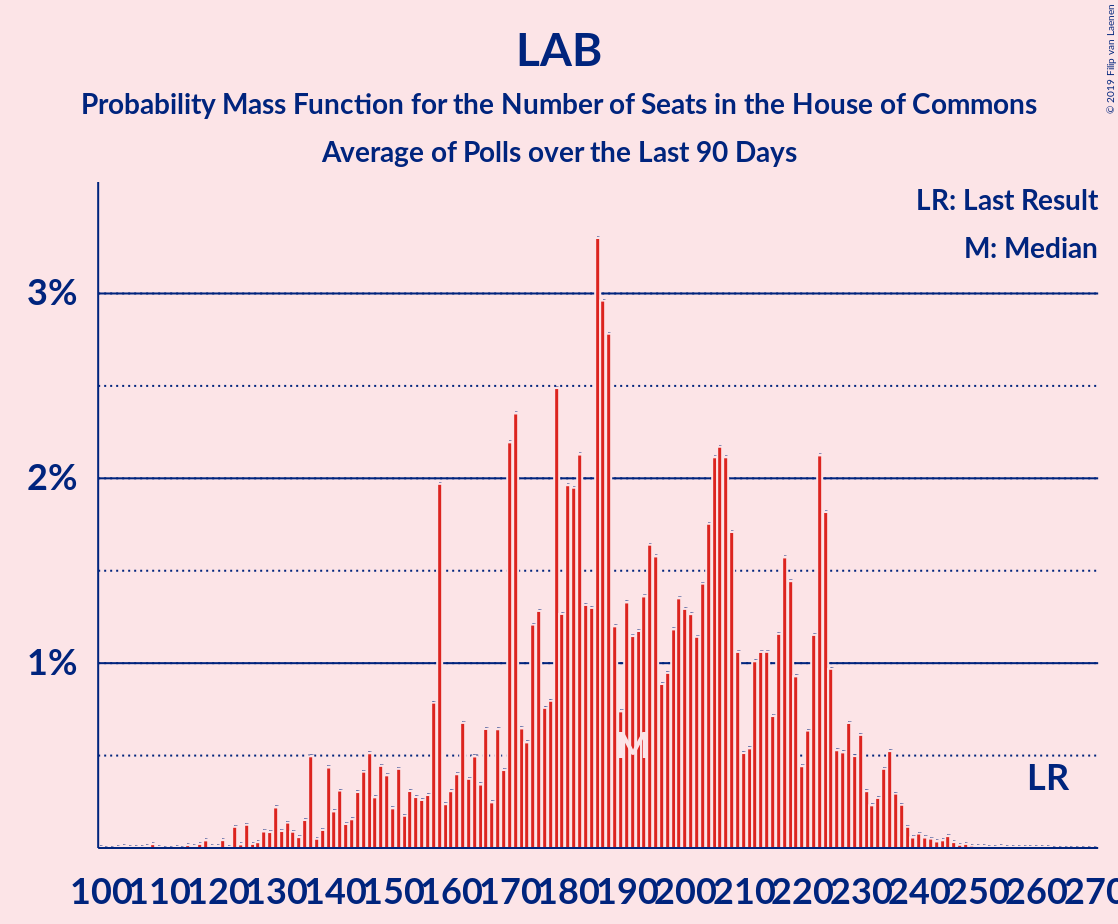 LAB
Probability Mass Function for the Number of Seats in the House of Commons
Average of Polls over the Last 90 Days
© 2019 Filip van Laenen
LR: Last Result
M: Median
3%
2%
1%
M
LR
100 110 120 130 140 150 160 170 180 190 200 210 220 230 240 250 260 270